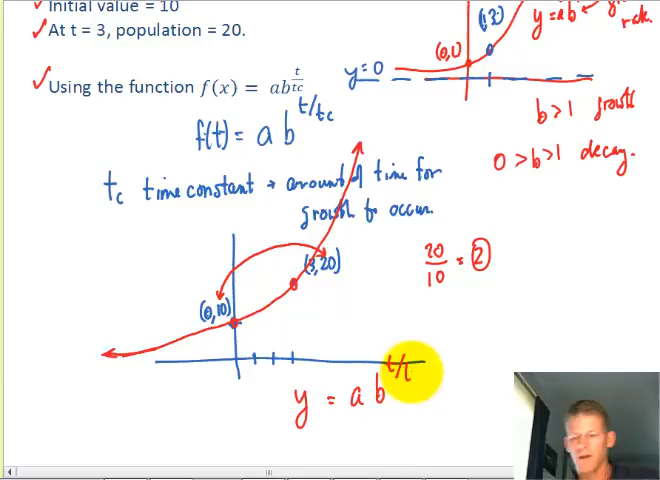 ✓ Initial value = 10
✓ At t = 3, population = 20.
✓ Using the function f(x) = ab^(t/tc)
f(t) = a b^(t/tc)
tc time constant → amount of time for
growth to occur.
y = ab
rate.
(1,3)
(0,1)
y=0
b>1 growth
0 > b > 1 decay.
(3,20)
20/10 = 2
(0,10)
y = a b^(t/t